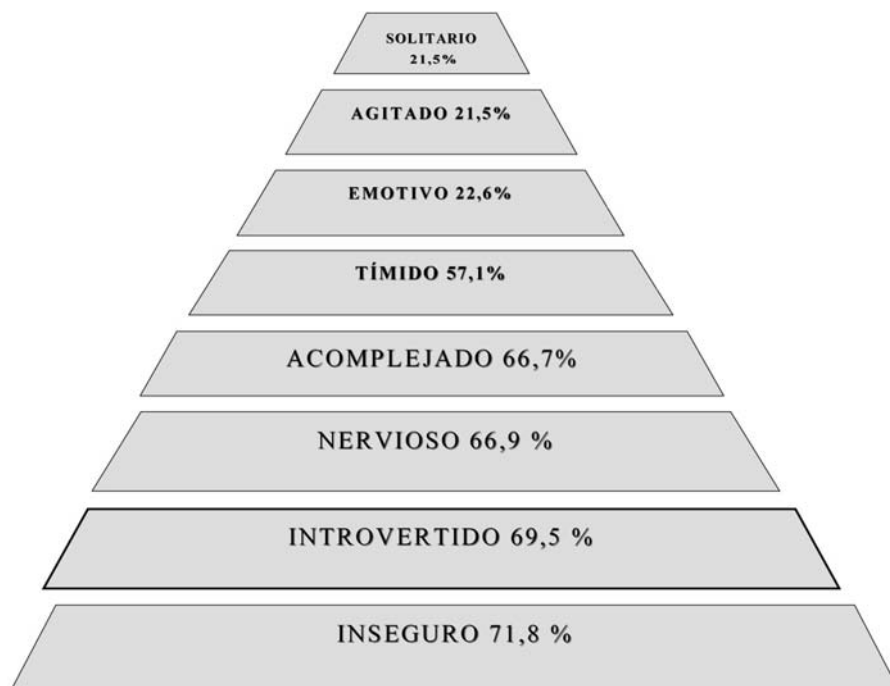 SOLITARIO
21,5%
AGITADO 21,5%
EMOTIVO 22,6%
TÍMIDO 57,1%
ACOMPLEJADO 66,7%
NERVIOSO 66,9 %
INTROVERTIDO 69,5 %
INSEGURO 71,8 %